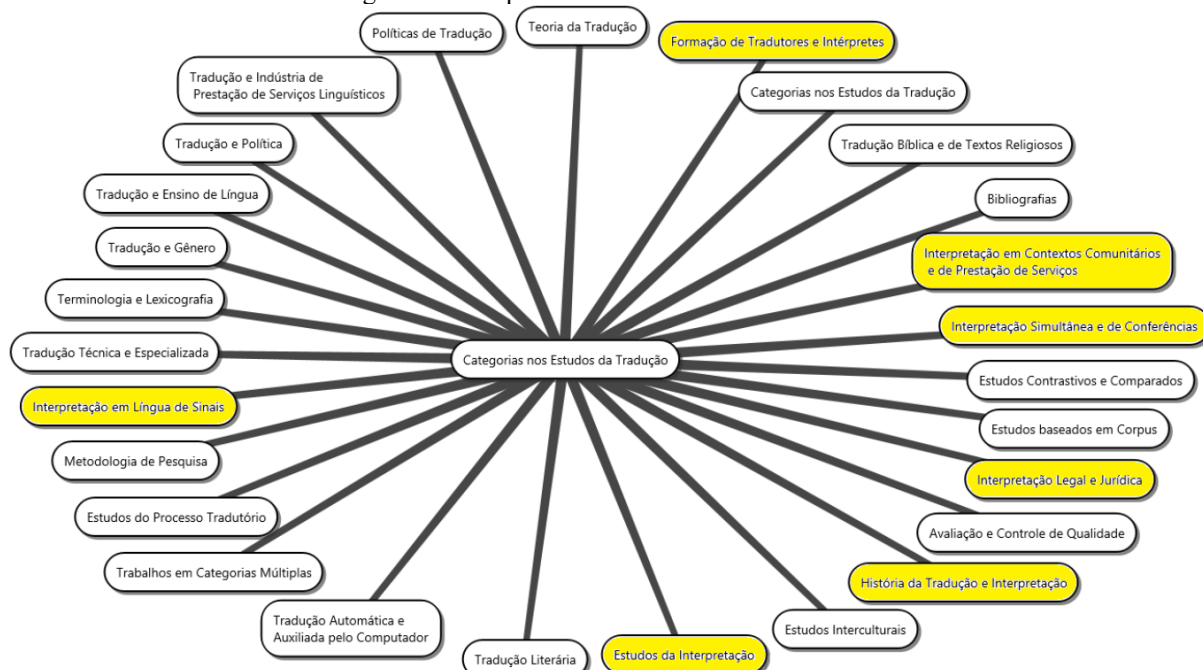 Políticas de Tradução
Teoria da Tradução
Formação de Tradutores e Intérpretes
Tradução e Indústria de
Prestação de Serviços Linguísticos
Categorias nos Estudos da Tradução
Tradução e Política
Tradução Bíblica e de Textos Religiosos
Tradução e Ensino de Língua
Bibliografias
Tradução e Gênero
Interpretação em Contextos Comunitários
e de Prestação de Serviços
Terminologia e Lexicografia
Interpretação Simultânea e de Conferências
Tradução Técnica e Especializada
Categorias nos Estudos da Tradução
Estudos Contrastivos e Comparados
Interpretação em Língua de Sinais
Estudos baseados em Corpus
Metodologia de Pesquisa
Interpretação Legal e Jurídica
Estudos do Processo Tradutório
Avaliação e Controle de Qualidade
Trabalhos em Categorias Múltiplas
História da Tradução e Interpretação
Tradução Automática e
Auxiliada pelo Computador
Estudos Interculturais
Tradução Literária
Estudos da Interpretação